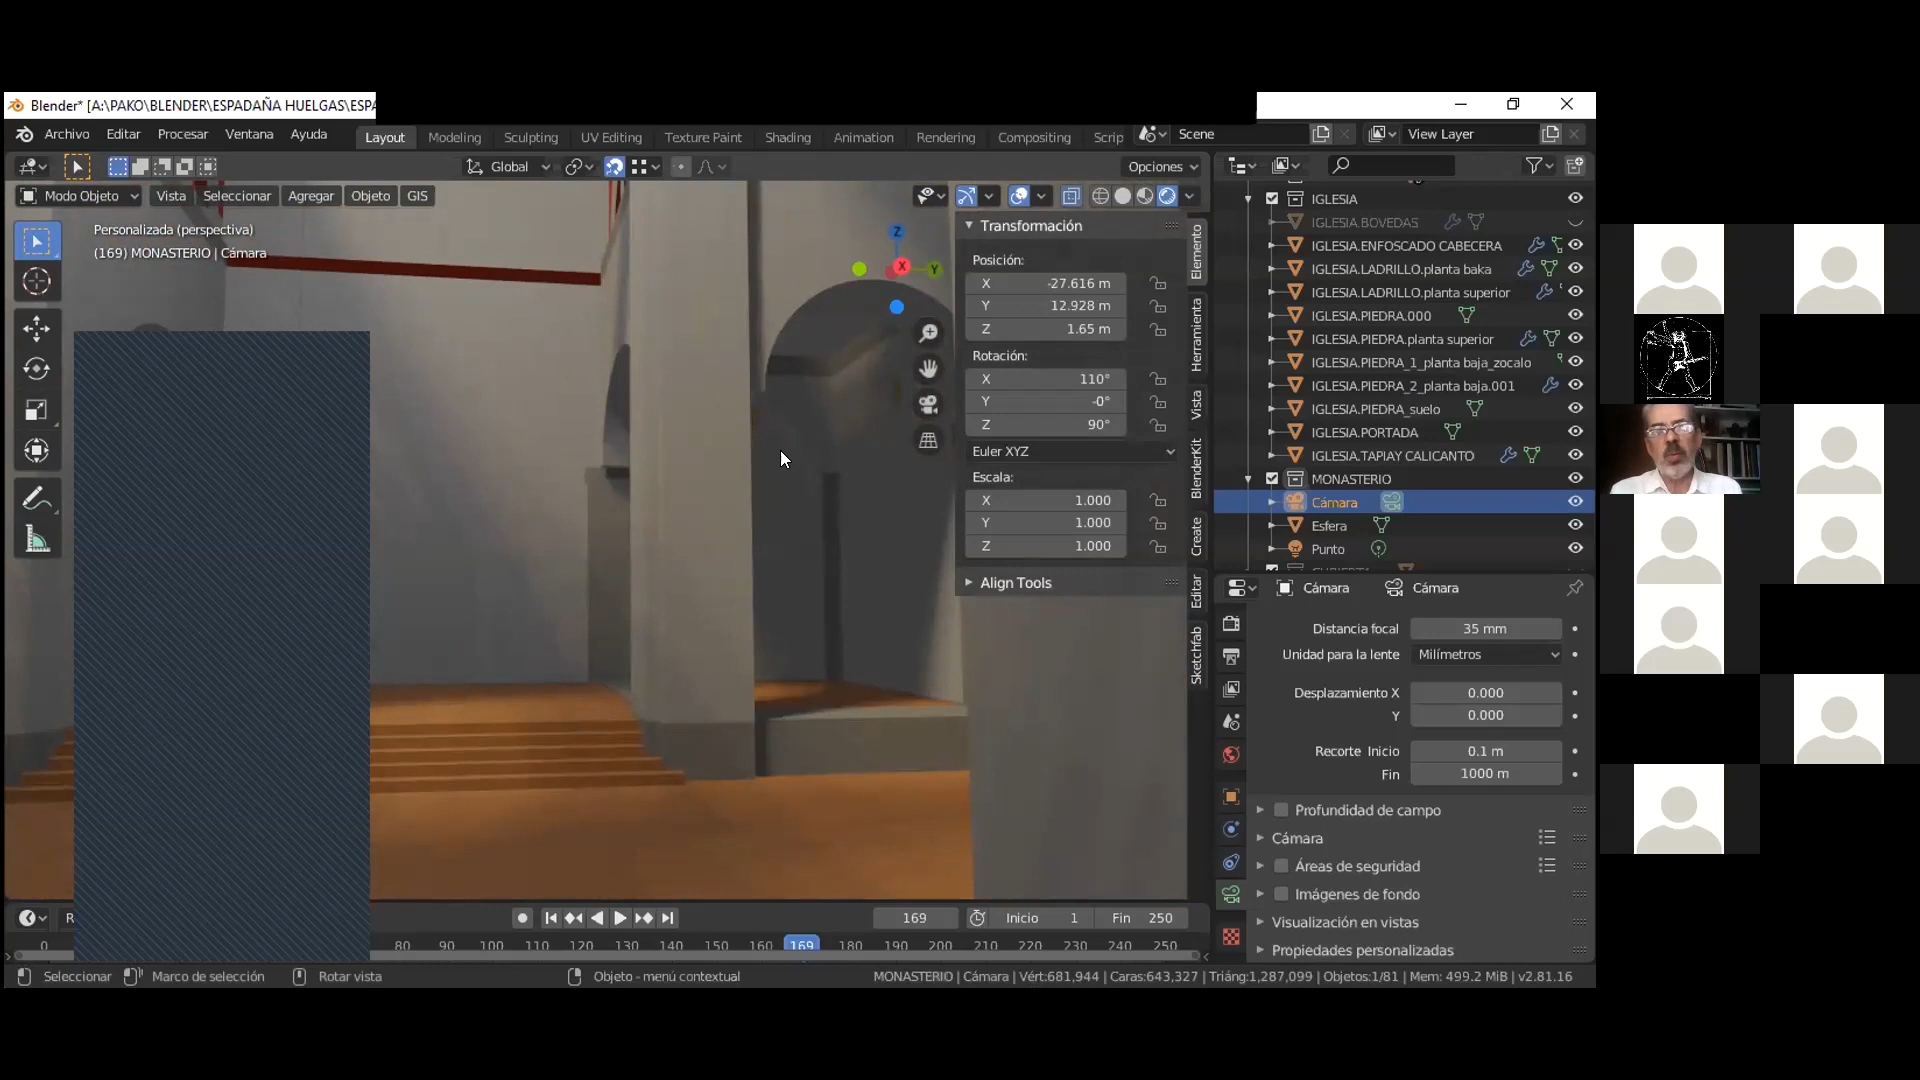 Blender* [A:\PAKO\BLENDER\ESPADAÑA HUELGAS\ESPA
Archivo Editar Procesar Ventana Ayuda Layout Modeling Sculpting UV Editing Texture Paint Shading Animation Rendering Compositing Scrip Scene View Layer
Global Opciones
Modo Objeto Vista Seleccionar Agregar Objeto GIS
Personalizada (perspectiva)
(169) MONASTERIO | Cámara
Z
X
Y
Transformación
Posición:
X -27.616 m
Y 12.928 m
Z 1.65 m
Rotación:
X 110°
Y -0°
Z 90°
Euler XYZ
Escala:
X 1.000
Y 1.000
Z 1.000
Align Tools
Elemento
Herramienta
Vista
BlenderKit
Create
Editar
Sketchfab
IGLESIA
IGLESIA.BOVEDAS
IGLESIA.ENFOSCADO CABECERA
IGLESIA.LADRILLO.planta baka
IGLESIA.LADRILLO.planta superior
IGLESIA.PIEDRA.000
IGLESIA.PIEDRA.planta superior
IGLESIA.PIEDRA_1_planta baja_zocalo
IGLESIA.PIEDRA_2_planta baja.001
IGLESIA.PIEDRA_suelo
IGLESIA.PORTADA
IGLESIA.TAPIAY CALICANTO
MONASTERIO
Cámara
Esfera
Punto
Cámara Cámara
Distancia focal 35 mm
Unidad para la lente Milímetros
Desplazamiento X 0.000
Y 0.000
Recorte Inicio 0.1 m
Fin 1000 m
Profundidad de campo
Cámara
Áreas de seguridad
Imágenes de fondo
Visualización en vistas
Propiedades personalizadas
R 169 Inicio 1 Fin 250
0 80 90 100 110 120 130 140 150 160 169 180 190 200 210 220 230 240 250
Seleccionar Marco de selección Rotar vista Objeto - menú contextual MONASTERIO | Cámara | Vért:681,944 | Caras:643,327 | Triáng:1,287,099 | Objetos:1/81 | Mem: 499.2 MiB | v2.81.16